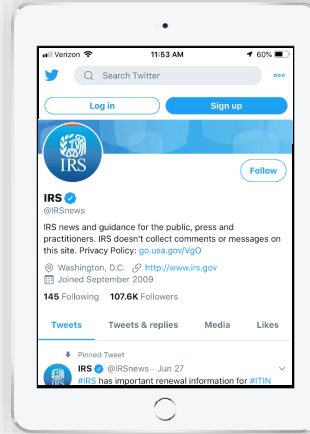 Verizon 11:53 AM 60%
Search Twitter
Log in Sign up
IRS
Follow
IRS
@IRSnews
IRS news and guidance for the public, press and
practitioners. IRS doesn't collect comments or messages on
this site. Privacy Policy: go.usa.gov/VgO
Washington, D.C. http://www.irs.gov
Joined September 2009
145 Following 107.6K Followers
Tweets Tweets & replies Media Likes
Pinned Tweet
IRS @IRSnews · Jun 27
#IRS has important renewal information for #ITIN